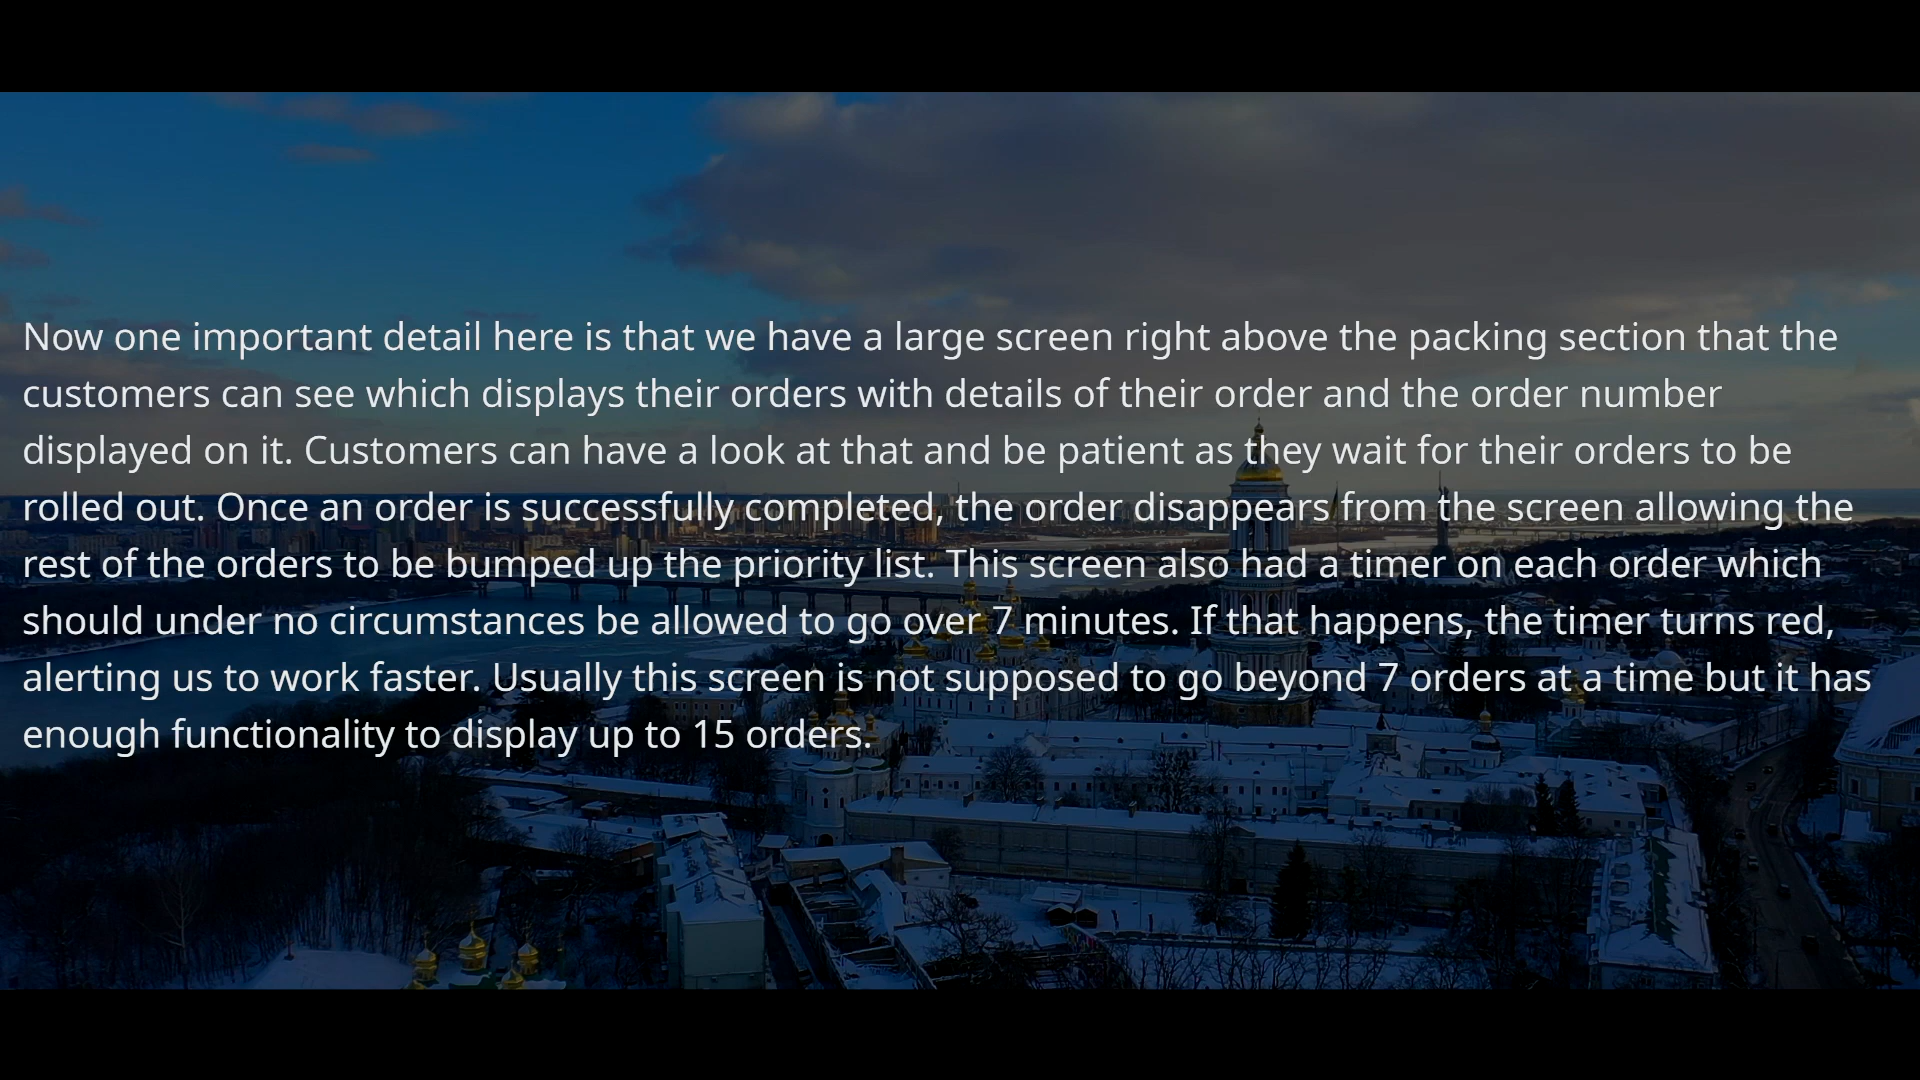 Now one important detail here is that we have a large screen right above the packing section that the
customers can see which displays their orders with details of their order and the order number
displayed on it. Customers can have a look at that and be patient as they wait for their orders to be
rolled out. Once an order is successfully completed, the order disappears from the screen allowing the
rest of the orders to be bumped up the priority list. This screen also had a timer on each order which
should under no circumstances be allowed to go over 7 minutes. If that happens, the timer turns red,
alerting us to work faster. Usually this screen is not supposed to go beyond 7 orders at a time but it has
enough functionality to display up to 15 orders.